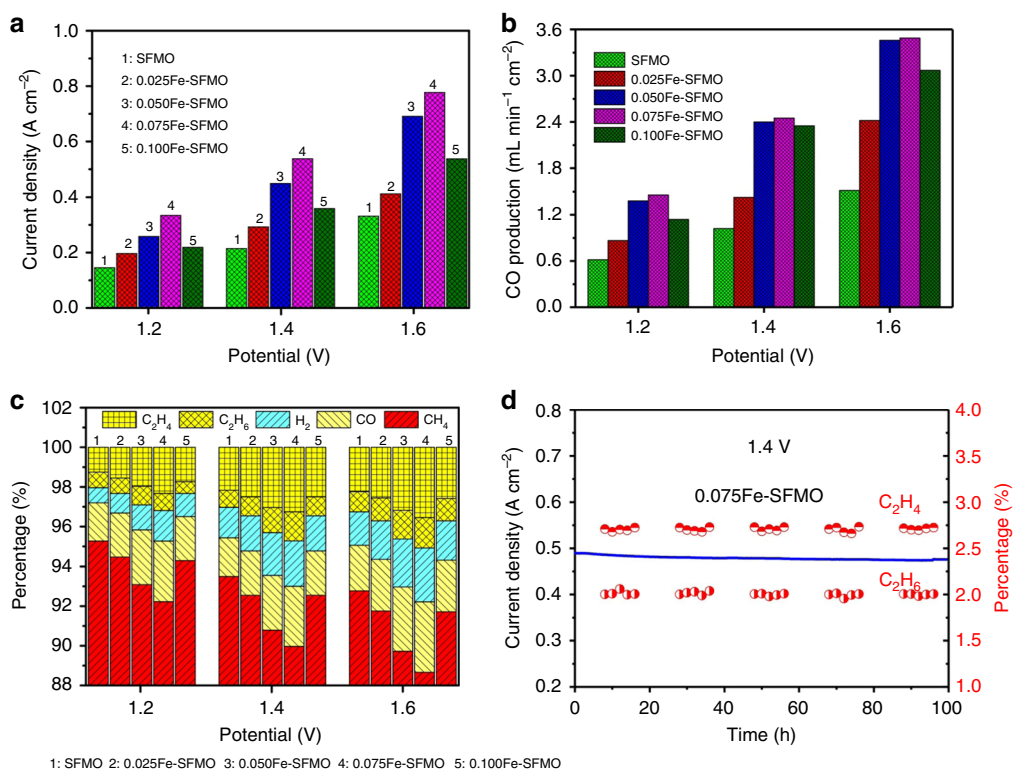 a
1.0
0.8
0.6
0.4
0.2
0.0
Current density (A cm⁻²)
1: SFMO
2: 0.025Fe-SFMO
3: 0.050Fe-SFMO
4: 0.075Fe-SFMO
5: 0.100Fe-SFMO
1 2 3 4 5
1 2 3 4 5
1 2 3 4 5
1.2 1.4 1.6
Potential (V)
b
3.6
3.0
2.4
1.8
1.2
0.6
0.0
CO production (mL min⁻¹ cm⁻²)
SFMO
0.025Fe-SFMO
0.050Fe-SFMO
0.075Fe-SFMO
0.100Fe-SFMO
1.2 1.4 1.6
Potential (V)
c
102
100
98
96
94
92
90
88
Percentage (%)
C₂H₄ C₂H₆ H₂ CO CH₄
1 2 3 4 5 1 2 3 4 5 1 2 3 4 5
1.2 1.4 1.6
Potential (V)
d
0.8
0.7
0.6
0.5
0.4
0.3
0.2
Current density (A cm⁻²)
1.4 V
0.075Fe-SFMO
C₂H₄
C₂H₆
4.0
3.5
3.0
2.5
2.0
1.5
1.0
Percentage (%)
0 20 40 60 80 100
Time (h)
1: SFMO 2: 0.025Fe-SFMO 3: 0.050Fe-SFMO 4: 0.075Fe-SFMO 5: 0.100Fe-SFMO